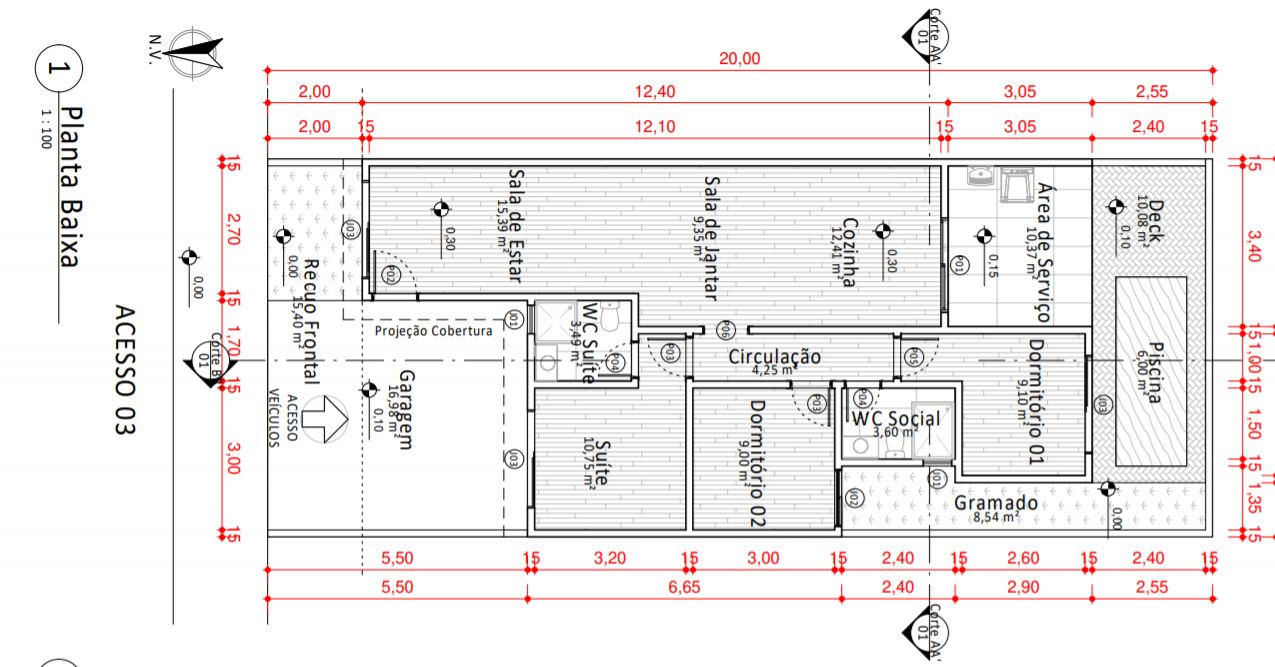 Corte AA'
01
N.V.
1
Planta Baixa
1 : 100
ACESSO 03
20,00
2,00
12,40
3,05
2,55
2,00
15
12,10
15
3,05
2,40
15
15
2,70
15
1,70
15
3,00
15
15
3,40
15
1,00
15
1,50
15
1,35
15
Sala de Estar
15,39 m²
0,30
Sala de Jantar
9,35 m²
Cozinha
12,41 m²
0,30
Área de Serviço
10,37 m²
0,15
Deck
10,08 m²
0,10
Piscina
6,00 m²
Recuo Frontal
15,40 m²
0,00
0,00
J03
P02
P01
Projeção Cobertura
J01
WC Suíte
3,49 m²
P04
P03
P06
Circulação
4,25 m²
P05
Dormitório 01
9,10 m²
J03
Corte B
01
Garagem
16,98 m²
0,10
ACESSO
VEÍCULOS
J03
Suíte
10,75 m²
Dormitório 02
9,00 m²
P03
P04
WC Social
3,60 m²
J01
J02
Gramado
8,54 m²
0,00
5,50
15
3,20
15
3,00
15
2,40
15
2,60
15
2,40
15
5,50
6,65
2,40
2,90
2,55
Corte AA'
01